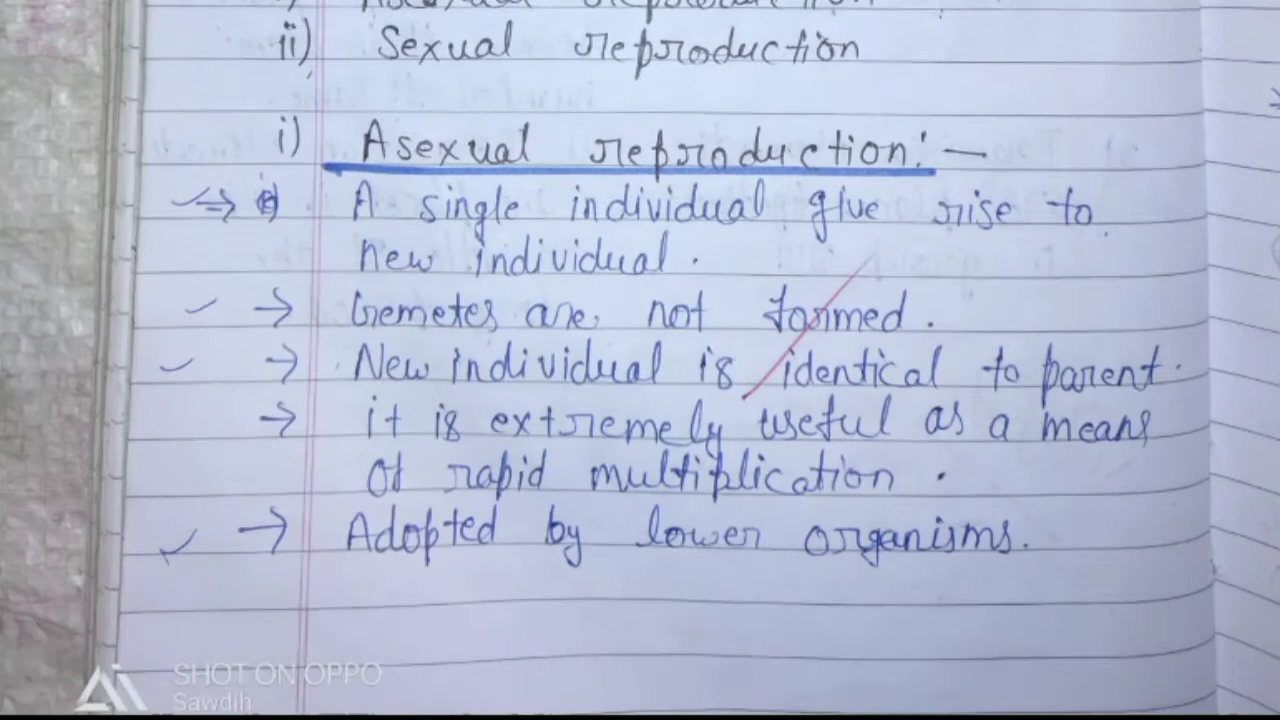 ii) Sexual reproduction
i) Asexual reproduction: —
⇒ A single individual give rise to
new individual.
→ Gemetes are not formed.
→ New individual is identical to parent.
→ it is extremely useful as a means
of rapid multiplication.
→ Adopted by lower organisms.
SHOT ON OPPO
Sawdih